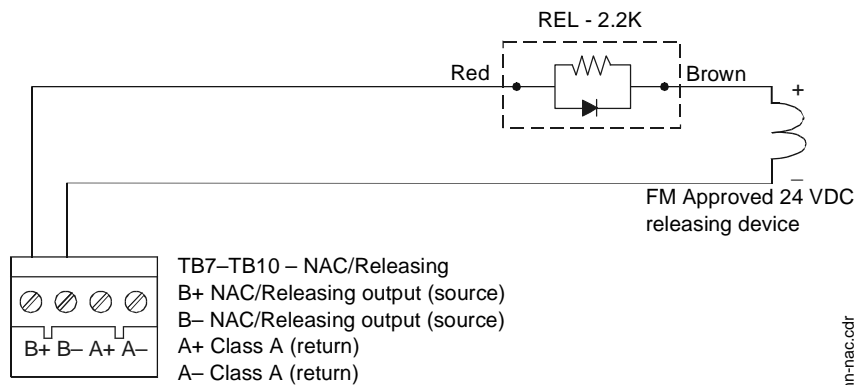 REL - 2.2K
Red
Brown
+
–
FM Approved 24 VDC
releasing device
TB7–TB10 – NAC/Releasing
B+ NAC/Releasing output (source)
B– NAC/Releasing output (source)
A+ Class A (return)
A– Class A (return)
B+ B– A+ A–
n-nac.cdr